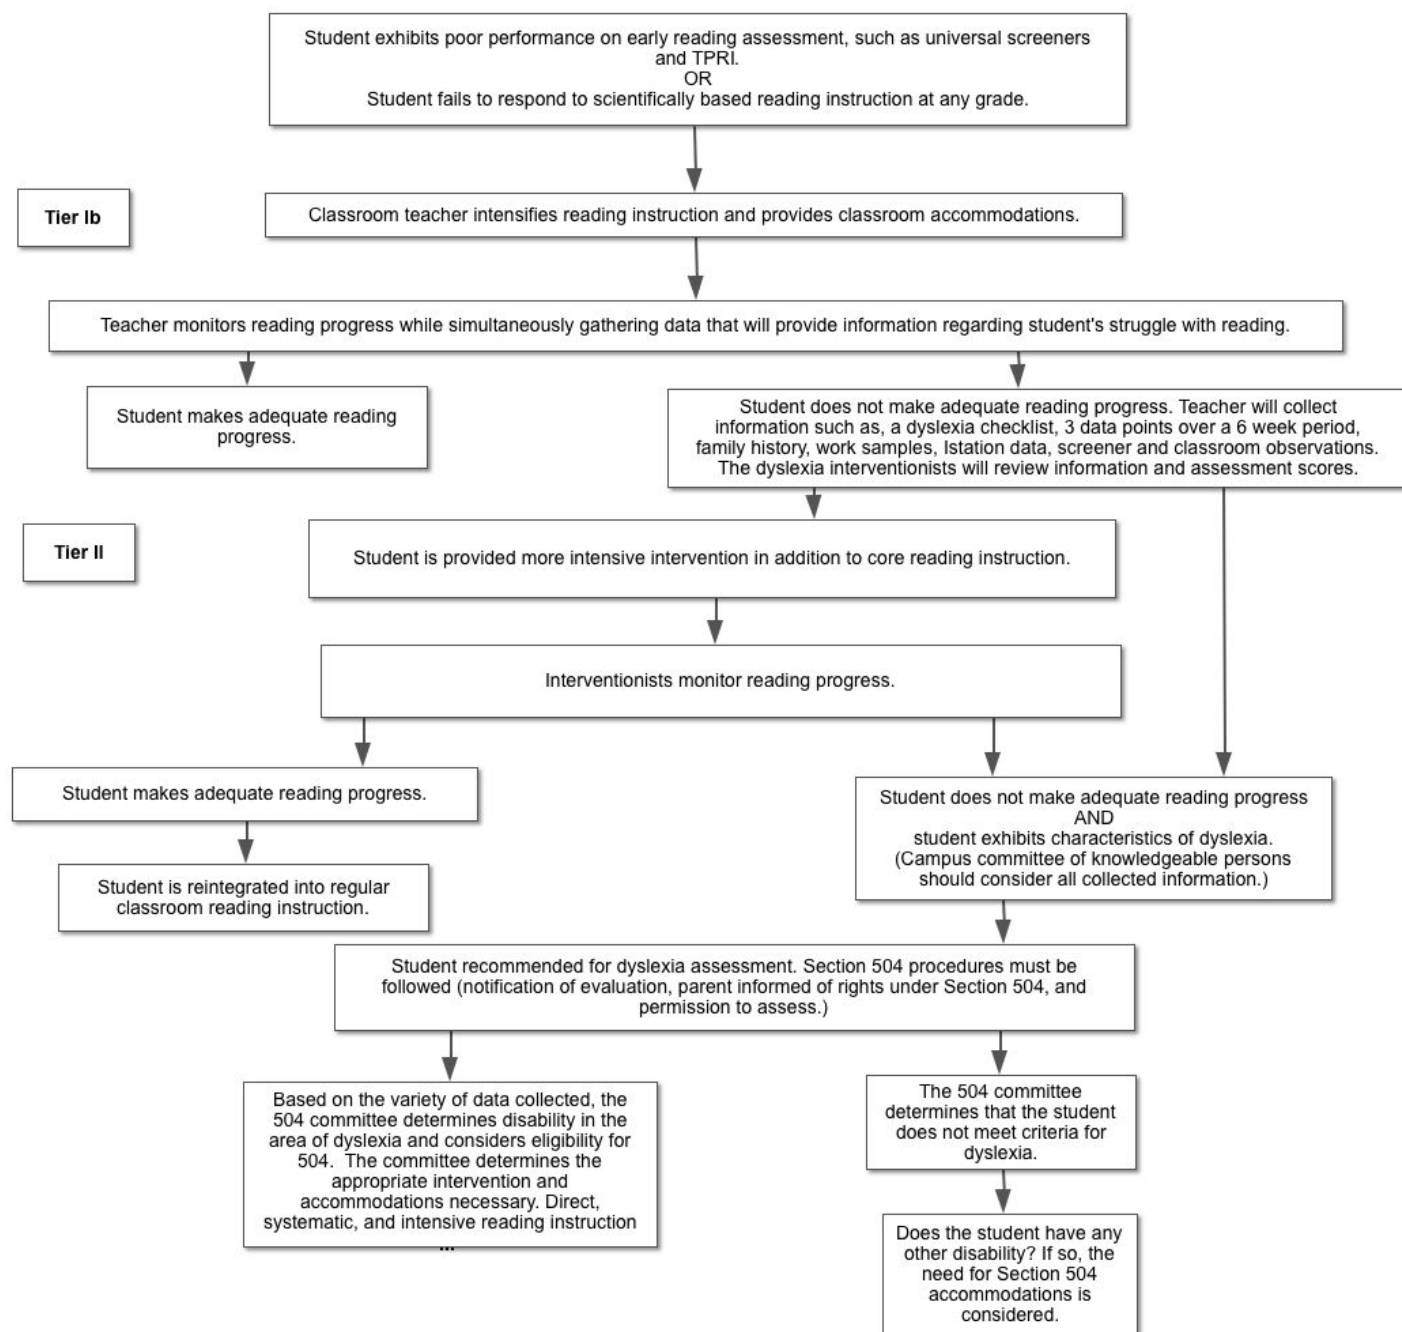 Student exhibits poor performance on early reading assessment, such as universal screeners
and TPRI.
OR
Student fails to respond to scientifically based reading instruction at any grade.
Tier Ib
Classroom teacher intensifies reading instruction and provides classroom accommodations.
Teacher monitors reading progress while simultaneously gathering data that will provide information regarding student's struggle with reading.
Student makes adequate reading
progress.
Student does not make adequate reading progress. Teacher will collect
information such as, a dyslexia checklist, 3 data points over a 6 week period,
family history, work samples, Istation data, screener and classroom observations.
The dyslexia interventionists will review information and assessment scores.
Tier II
Student is provided more intensive intervention in addition to core reading instruction.
Interventionists monitor reading progress.
Student makes adequate reading progress.
Student does not make adequate reading progress
AND
student exhibits characteristics of dyslexia.
(Campus committee of knowledgeable persons
should consider all collected information.)
Student is reintegrated into regular
classroom reading instruction.
Student recommended for dyslexia assessment. Section 504 procedures must be
followed (notification of evaluation, parent informed of rights under Section 504, and
permission to assess.)
Based on the variety of data collected, the
504 committee determines disability in the
area of dyslexia and considers eligibility for
504.  The committee determines the
appropriate intervention and
accommodations necessary. Direct,
systematic, and intensive reading instruction
...
The 504 committee
determines that the student
does not meet criteria for
dyslexia.
Does the student have any
other disability? If so, the
need for Section 504
accommodations is
considered.